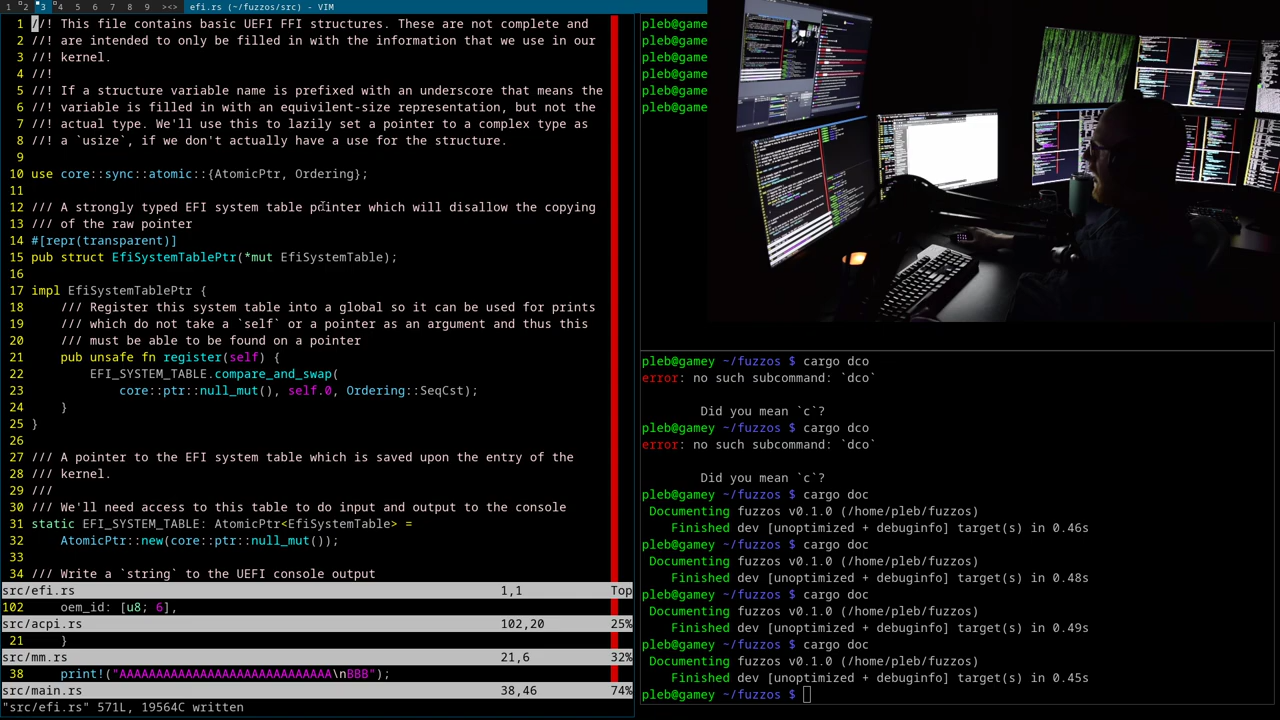 1 2 3 4 5 6 7 8 9 ><> efi.rs (~/fuzzos/src) - VIM
1 //! This file contains basic UEFI FFI structures. These are not complete and
2 //! are intended to only be filled in with the information that we use in our
3 //! kernel.
4 //!
5 //! If a structure variable name is prefixed with an underscore that means the
6 //! variable is filled in with an equivilent-size representation, but not the
7 //! actual type. We'll use this to lazily set a pointer to a complex type as
8 //! a `usize`, if we don't actually have a use for the structure.
9
10 use core::sync::atomic::{AtomicPtr, Ordering};
11
12 /// A strongly typed EFI system table pointer which will disallow the copying
13 /// of the raw pointer
14 #[repr(transparent)]
15 pub struct EfiSystemTablePtr(*mut EfiSystemTable);
16
17 impl EfiSystemTablePtr {
18     /// Register this system table into a global so it can be used for prints
19     /// which do not take a `self` or a pointer as an argument and thus this
20     /// must be able to be found on a pointer
21     pub unsafe fn register(self) {
22         EFI_SYSTEM_TABLE.compare_and_swap(
23             core::ptr::null_mut(), self.0, Ordering::SeqCst);
24     }
25 }
26
27 /// A pointer to the EFI system table which is saved upon the entry of the
28 /// kernel.
29 ///
30 /// We'll need access to this table to do input and output to the console
31 static EFI_SYSTEM_TABLE: AtomicPtr<EfiSystemTable> =
32     AtomicPtr::new(core::ptr::null_mut());
33
34 /// Write a `string` to the UEFI console output
src/efi.rs 1,1 Top
102     oem_id: [u8; 6],
src/acpi.rs 102,20 25%
21     }
src/mm.rs 21,6 32%
38     print!("AAAAAAAAAAAAAAAAAAAAAAAAAAAAA\nBBB");
src/main.rs 38,46 74%
"src/efi.rs" 571L, 19564C written
pleb@game
pleb@game
pleb@game
pleb@game
pleb@game
pleb@game
pleb@gamey ~/fuzzos $ cargo dco
error: no such subcommand: `dco`

        Did you mean `c`?
pleb@gamey ~/fuzzos $ cargo dco
error: no such subcommand: `dco`

        Did you mean `c`?
pleb@gamey ~/fuzzos $ cargo doc
 Documenting fuzzos v0.1.0 (/home/pleb/fuzzos)
    Finished dev [unoptimized + debuginfo] target(s) in 0.46s
pleb@gamey ~/fuzzos $ cargo doc
 Documenting fuzzos v0.1.0 (/home/pleb/fuzzos)
    Finished dev [unoptimized + debuginfo] target(s) in 0.48s
pleb@gamey ~/fuzzos $ cargo doc
 Documenting fuzzos v0.1.0 (/home/pleb/fuzzos)
    Finished dev [unoptimized + debuginfo] target(s) in 0.49s
pleb@gamey ~/fuzzos $ cargo doc
 Documenting fuzzos v0.1.0 (/home/pleb/fuzzos)
    Finished dev [unoptimized + debuginfo] target(s) in 0.45s
pleb@gamey ~/fuzzos $